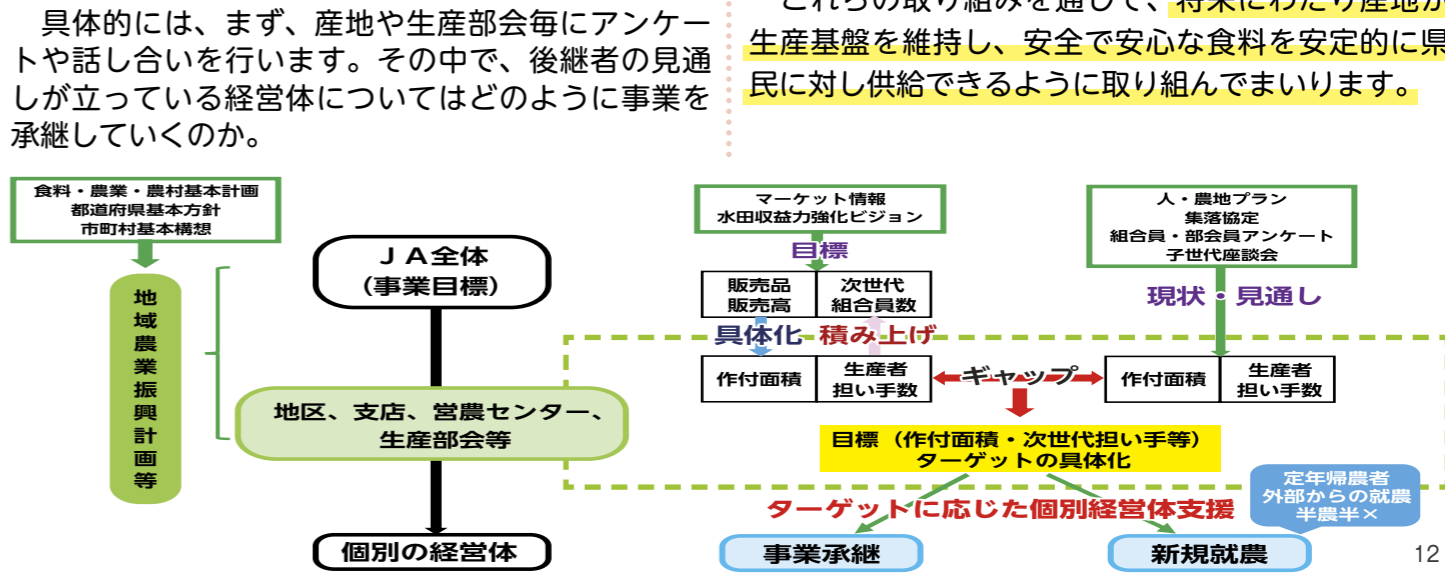 具体的には、まず、産地や生産部会毎にアンケー
トや話し合いを行います。その中で、後継者の見通
しが立っている経営体についてはどのように事業を
承継していくのか。
これらの取り組みを通じて、将来にわたり産地が
生産基盤を維持し、安全で安心な食料を安定的に県
民に対し供給できるように取り組んでまいります。
食料・農業・農村基本計画
都道府県基本方針
市町村基本構想
地域農業振興計画等
ＪＡ全体
(事業目標)
地区、支店、営農センター、
生産部会等
個別の経営体
マーケット情報
水田収益力強化ビジョン
目標
販売品
販売高
次世代
組合員数
具体化
積み上げ
作付面積
生産者
担い手数
ギャップ
人・農地プラン
集落協定
組合員・部会員アンケート
子世代座談会
現状・見通し
作付面積
生産者
担い手数
目標（作付面積・次世代担い手等）
ターゲットの具体化
ターゲットに応じた個別経営体支援
定年帰農者
外部からの就農
半農半×
事業承継
新規就農
12